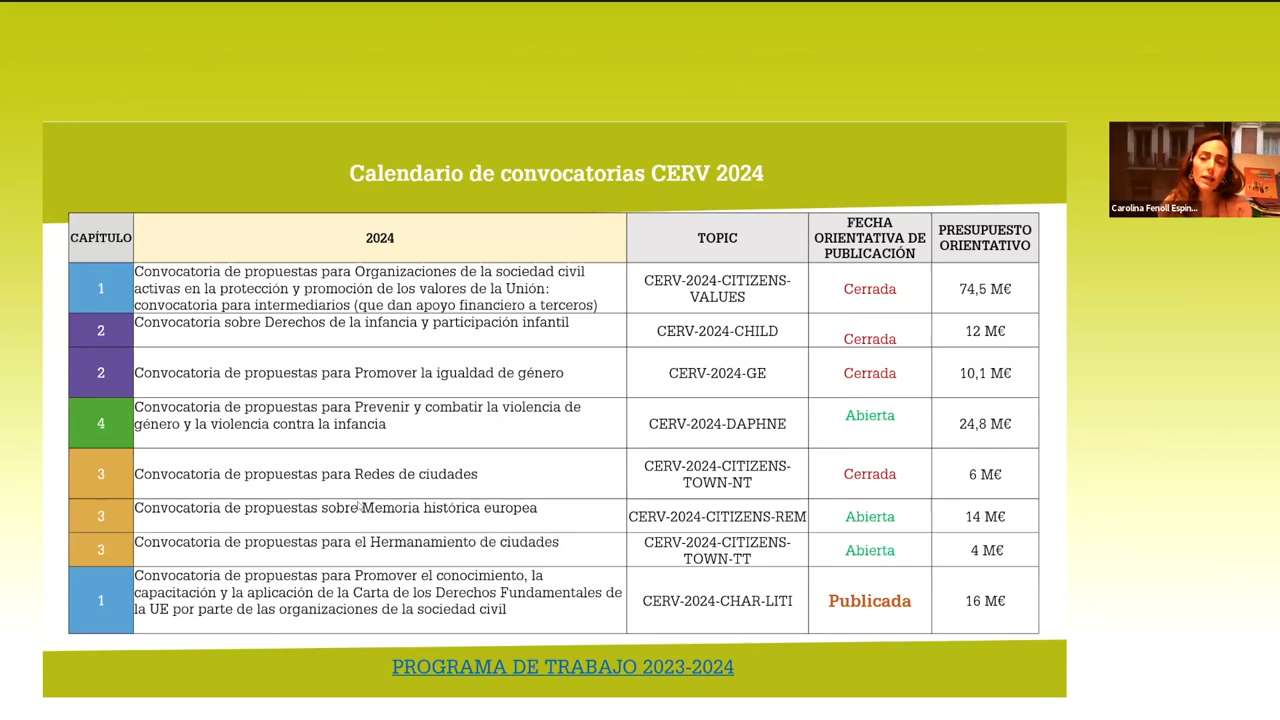 Calendario de convocatorias CERV 2024
Carolina Fenoll Espin...
CAPÍTULO
2024
TOPIC
FECHA
ORIENTATIVA DE
PUBLICACIÓN
PRESUPUESTO
ORIENTATIVO
1
Convocatoria de propuestas para Organizaciones de la sociedad civil
activas en la protección y promoción de los valores de la Unión:
convocatoria para intermediarios (que dan apoyo financiero a terceros)
CERV-2024-CITIZENS-
VALUES
Cerrada
74,5 M€
2
Convocatoria sobre Derechos de la infancia y participación infantil
CERV-2024-CHILD
Cerrada
12 M€
2
Convocatoria de propuestas para Promover la igualdad de género
CERV-2024-GE
Cerrada
10,1 M€
4
Convocatoria de propuestas para Prevenir y combatir la violencia de
género y la violencia contra la infancia
CERV-2024-DAPHNE
Abierta
24,8 M€
3
Convocatoria de propuestas para Redes de ciudades
CERV-2024-CITIZENS-
TOWN-NT
Cerrada
6 M€
3
Convocatoria de propuestas sobre Memoria histórica europea
CERV-2024-CITIZENS-REM
Abierta
14 M€
3
Convocatoria de propuestas para el Hermanamiento de ciudades
CERV-2024-CITIZENS-
TOWN-TT
Abierta
4 M€
1
Convocatoria de propuestas para Promover el conocimiento, la
capacitación y la aplicación de la Carta de los Derechos Fundamentales de
la UE por parte de las organizaciones de la sociedad civil
CERV-2024-CHAR-LITI
Publicada
16 M€
PROGRAMA DE TRABAJO 2023-2024